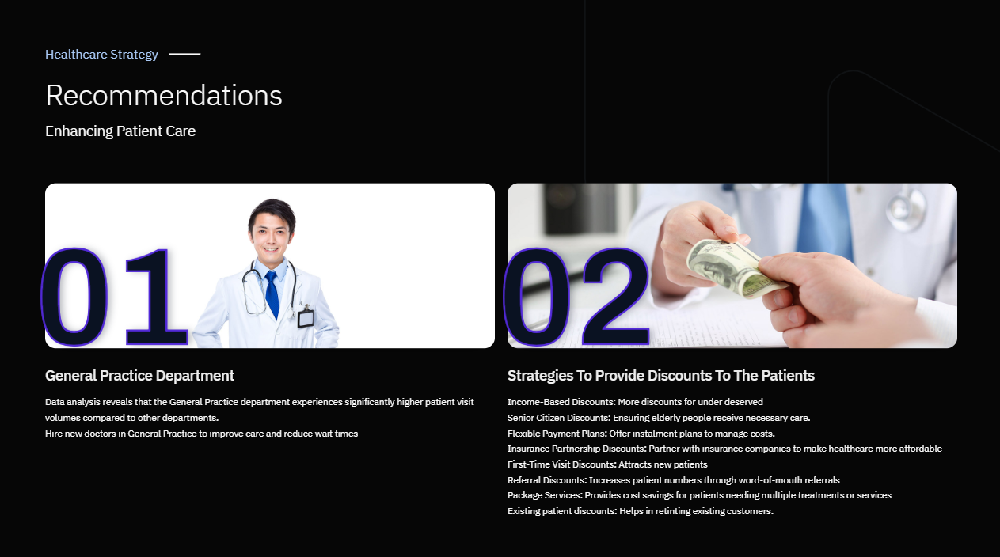 Healthcare Strategy
Recommendations
Enhancing Patient Care
01
General Practice Department
Data analysis reveals that the General Practice department experiences significantly higher patient visit
volumes compared to other departments.
Hire new doctors in General Practice to improve care and reduce wait times
02
Strategies To Provide Discounts To The Patients
Income-Based Discounts: More discounts for under deserved
Senior Citizen Discounts: Ensuring elderly people receive necessary care.
Flexible Payment Plans: Offer instalment plans to manage costs.
Insurance Partnership Discounts: Partner with insurance companies to make healthcare more affordable
First-Time Visit Discounts: Attracts new patients
Referral Discounts: Increases patient numbers through word-of-mouth referrals
Package Services: Provides cost savings for patients needing multiple treatments or services
Existing patient discounts: Helps in retinting existing customers.